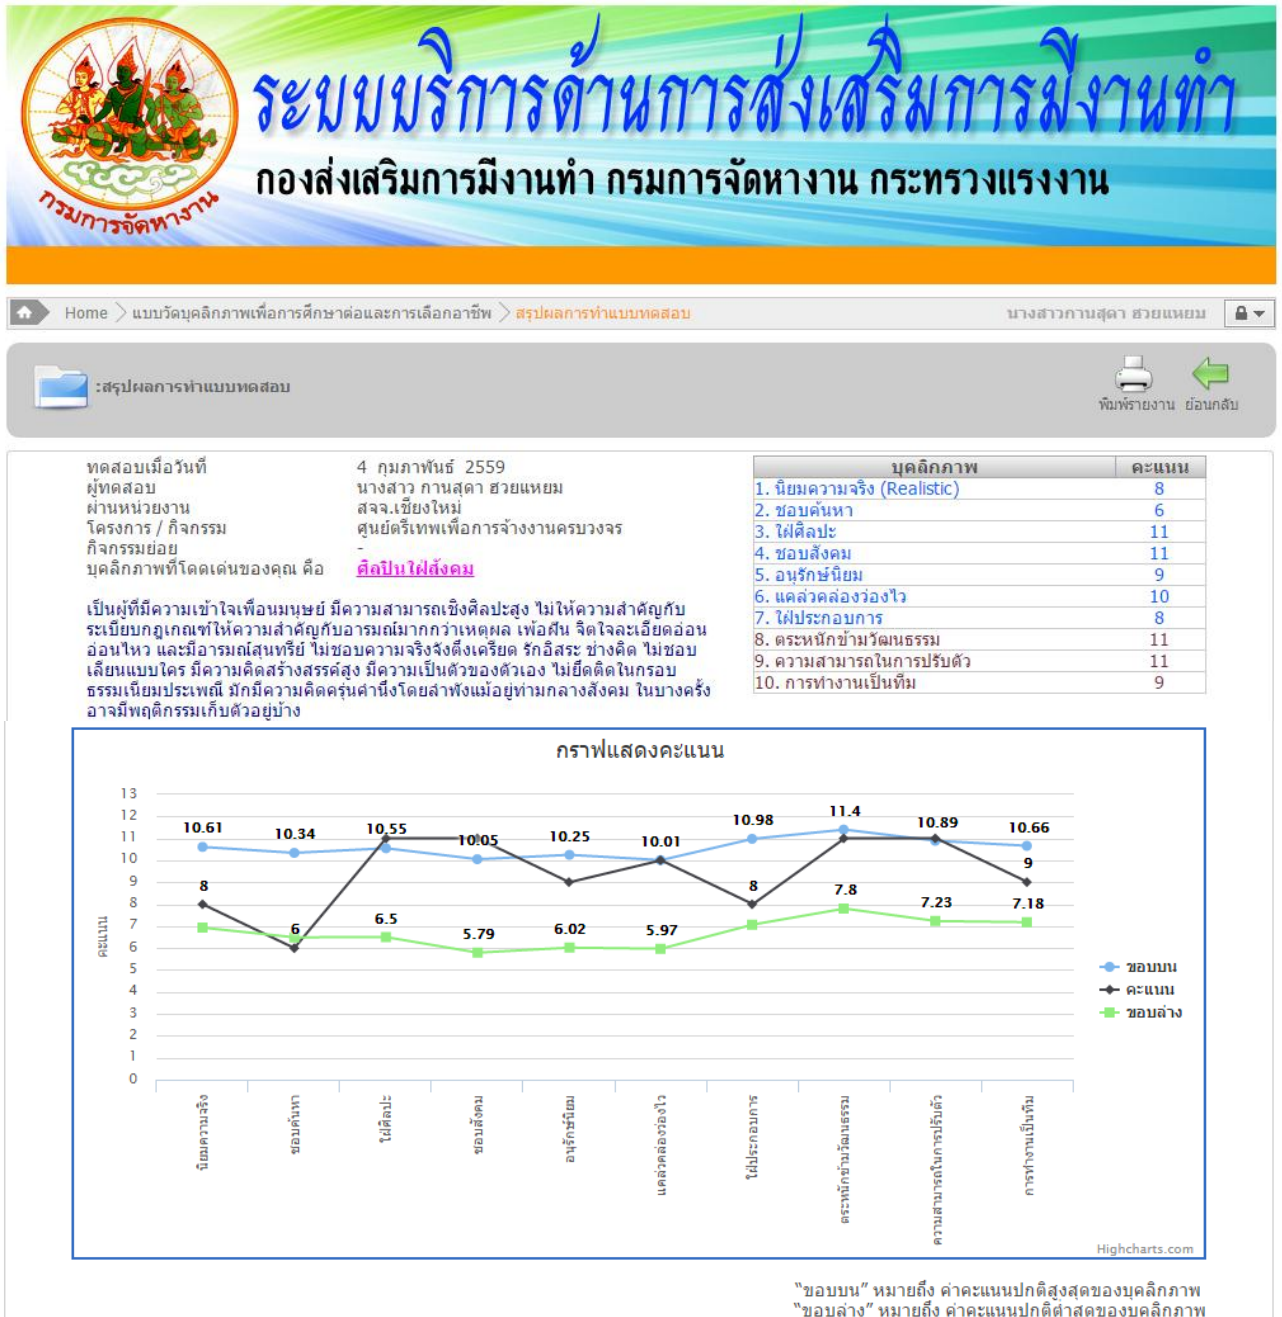 ระบบบริการด้านการส่งเสริมการมีงานทำ
กองส่งเสริมการมีงานทำ กรมการจัดหางาน กระทรวงแรงงาน
กรมการจัดหางาน
Home แบบวัดบุคลิกภาพเพื่อการศึกษาต่อและการเลือกอาชีพ สรุปผลการทำแบบทดสอบ นางสาวกานสุดา ฮวยแหยม
:สรุปผลการทำแบบทดสอบ
พิมพ์รายงาน ย้อนกลับ
ทดสอบเมื่อวันที่ 4 กุมภาพันธ์ 2559
ผู้ทดสอบ นางสาว กานสุดา ฮวยแหยม
ผ่านหน่วยงาน สจจ.เชียงใหม่
โครงการ / กิจกรรม ศูนย์ตรีเทพเพื่อการจ้างงานครบวงจร
กิจกรรมย่อย -
บุคลิกภาพที่โดดเด่นของคุณ คือ ศิลปินใฝ่สังคม
เป็นผู้ที่มีความเข้าใจเพื่อนมนุษย์ มีความสามารถเชิงศิลปะสูง ไม่ให้ความสำคัญกับ
ระเบียบกฎเกณฑ์ให้ความสำคัญกับอารมณ์มากกว่าเหตุผล เพ้อฝัน จิตใจละเอียดอ่อน
อ่อนไหว และมีอารมณ์สุนทรีย์ ไม่ชอบความจริงจังตึงเครียด รักอิสระ ช่างคิด ไม่ชอบ
เลียนแบบใคร มีความคิดสร้างสรรค์สูง มีความเป็นตัวของตัวเอง ไม่ยึดติดในกรอบ
ธรรมเนียมประเพณี มักมีความคิดครุ่นคำนึงโดยลำพังแม้อยู่ท่ามกลางสังคม ในบางครั้ง
อาจมีพฤติกรรมเก็บตัวอยู่บ้าง
บุคลิกภาพ คะแนน
1. นิยมความจริง (Realistic) 8
2. ชอบค้นหา 6
3. ใฝ่ศิลปะ 11
4. ชอบสังคม 11
5. อนุรักษ์นิยม 9
6. แคล่วคล่องว่องไว 10
7. ใฝ่ประกอบการ 8
8. ตระหนักข้ามวัฒนธรรม 11
9. ความสามารถในการปรับตัว 11
10. การทำงานเป็นทีม 9
กราฟแสดงคะแนน
คะแนน
13
12
11
10
9
8
7
6
5
4
3
2
1
0
10.61 10.34 10.55 10.05 10.25 10.01 10.98 11.4 10.89 10.66
8 6 8 9
6.5 5.79 6.02 5.97 7.8 7.23 7.18
นิยมความจริง
ชอบค้นหา
ใฝ่ศิลปะ
ชอบสังคม
อนุรักษ์นิยม
แคล่วคล่องว่องไว
ใฝ่ประกอบการ
ตระหนักข้ามวัฒนธรรม
ความสามารถในการปรับตัว
การทำงานเป็นทีม
ขอบบน
คะแนน
ขอบล่าง
Highcharts.com
"ขอบบน" หมายถึง ค่าคะแนนปกติสูงสุดของบุคลิกภาพ
"ขอบล่าง" หมายถึง ค่าคะแนนปกติต่ำสุดของบุคลิกภาพ